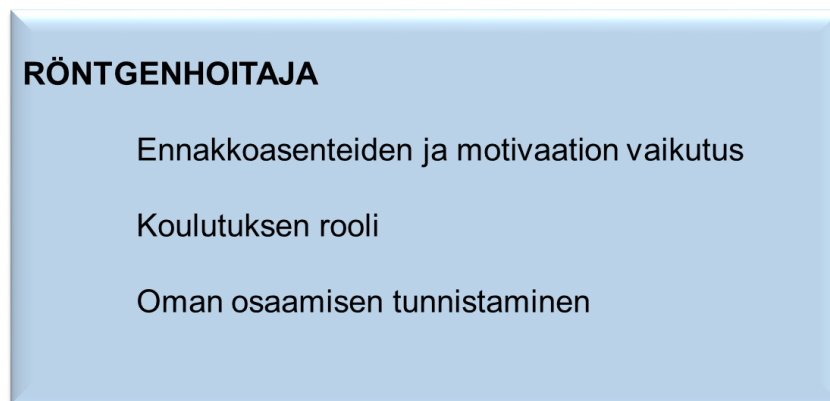 RÖNTGENHOITAJA
Ennakkoasenteiden ja motivaation vaikutus
Koulutuksen rooli
Oman osaamisen tunnistaminen